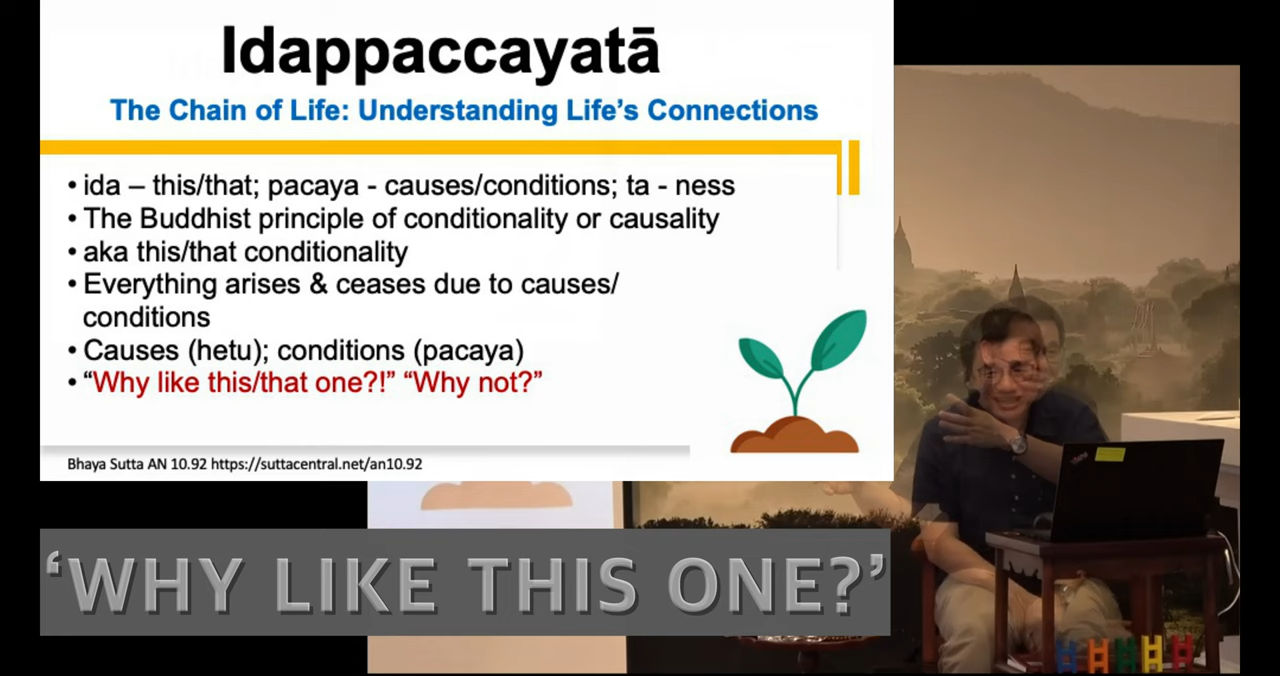 Idappaccayatā
The Chain of Life: Understanding Life’s Connections
• ida – this/that; pacaya - causes/conditions; ta - ness
• The Buddhist principle of conditionality or causality
• aka this/that conditionality
• Everything arises & ceases due to causes/
conditions
• Causes (hetu); conditions (pacaya)
• “Why like this/that one?!” “Why not?”
Bhaya Sutta AN 10.92 https://suttacentral.net/an10.92
‘WHY LIKE THIS ONE?’
ThinkPad